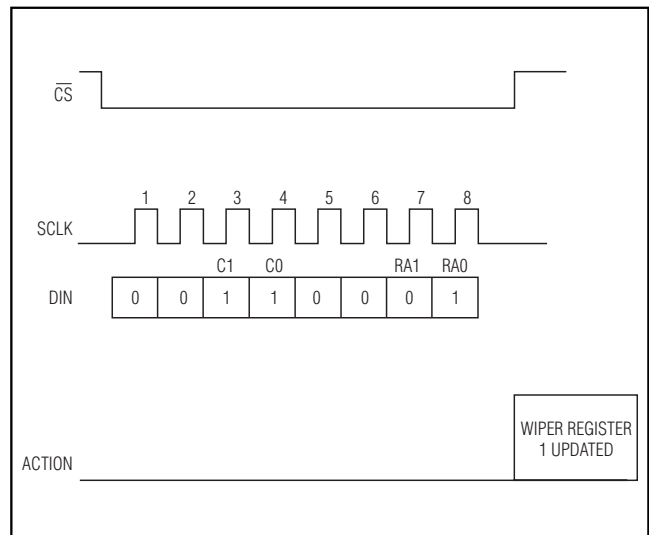 C̅S̅
1 2 3 4 5 6 7 8
SCLK
C1 C0 RA1 RA0
DIN 0 0 1 1 0 0 0 1
WIPER REGISTER
1 UPDATED
ACTION